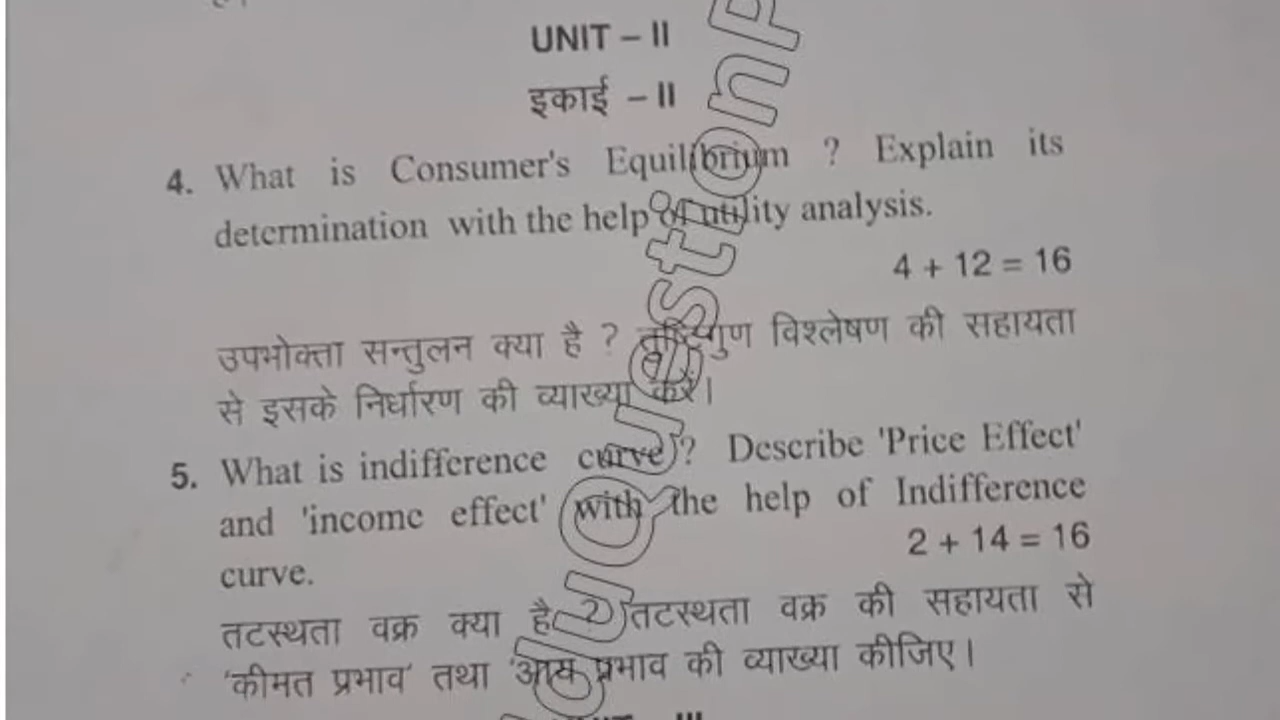 UNIT – II
इकाई – II
4. What is Consumer's Equilibrium ? Explain its
determination with the help of utility analysis.
4 + 12 = 16
उपभोक्ता सन्तुलन क्या है ? तुष्टिगुण विश्लेषण की सहायता
से इसके निर्धारण की व्याख्या करें।
5. What is indifference curve ? Describe 'Price Effect'
and 'income effect' with the help of Indifference
curve.
2 + 14 = 16
तटस्थता वक्र क्या है ? तटस्थता वक्र की सहायता से
'कीमत प्रभाव' तथा 'आय प्रभाव की व्याख्या कीजिए।